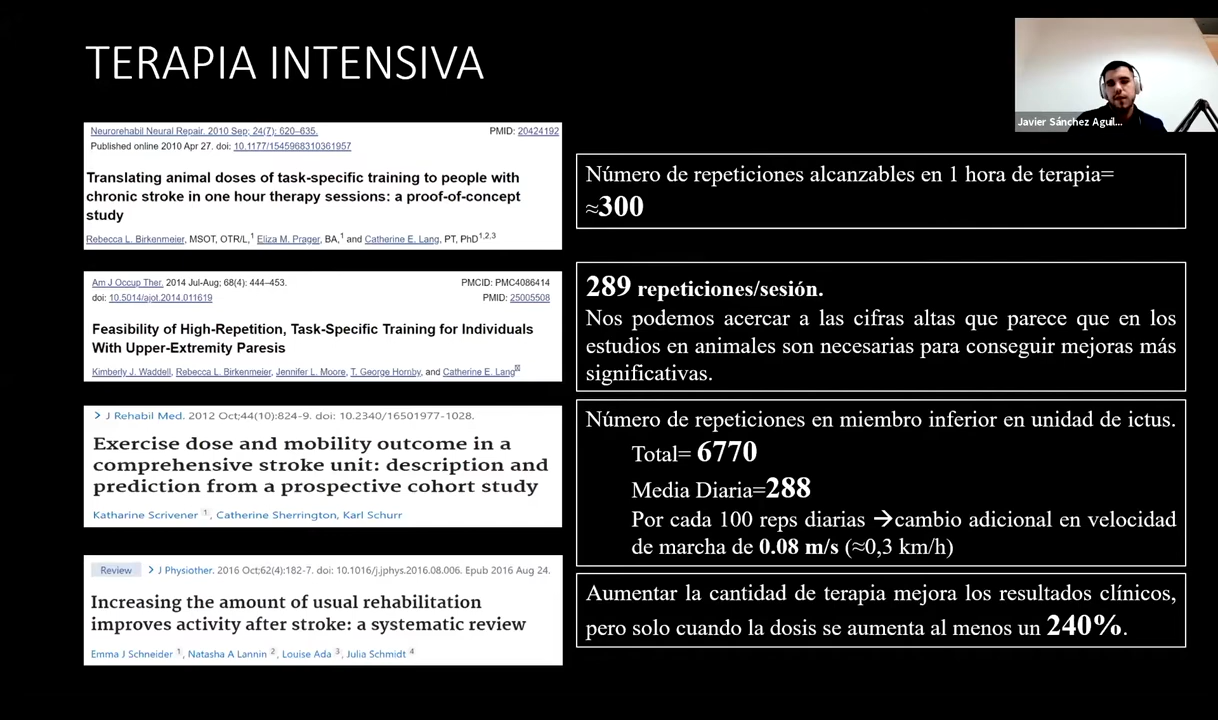 TERAPIA INTENSIVA
Javier Sánchez Aguil...
Neurorehabil Neural Repair. 2010 Sep; 24(7): 620–635.
PMID: 20424192
Published online 2010 Apr 27. doi: 10.1177/1545968310361957
Translating animal doses of task-specific training to people with
chronic stroke in one hour therapy sessions: a proof-of-concept
study
Rebecca L. Birkenmeier, MSOT, OTR/L,1 Eliza M. Prager, BA,1 and Catherine E. Lang, PT, PhD1,2,3
Número de repeticiones alcanzables en 1 hora de terapia=
≈300
Am J Occup Ther. 2014 Jul-Aug; 68(4): 444–453.
PMCID: PMC4086414
doi: 10.5014/ajot.2014.011619
PMID: 25005508
Feasibility of High-Repetition, Task-Specific Training for Individuals
With Upper-Extremity Paresis
Kimberly J. Waddell, Rebecca L. Birkenmeier, Jennifer L. Moore, T. George Hornby, and Catherine E. Lang
289 repeticiones/sesión.
Nos podemos acercar a las cifras altas que parece que en los
estudios en animales son necesarias para conseguir mejoras más
significativas.
> J Rehabil Med. 2012 Oct;44(10):824-9. doi: 10.2340/16501977-1028.
Exercise dose and mobility outcome in a
comprehensive stroke unit: description and
prediction from a prospective cohort study
Katharine Scrivener 1, Catherine Sherrington, Karl Schurr
Número de repeticiones en miembro inferior en unidad de ictus.
Total= 6770
Media Diaria=288
Por cada 100 reps diarias →cambio adicional en velocidad
de marcha de 0.08 m/s (≈0,3 km/h)
Review > J Physiother. 2016 Oct;62(4):182-7. doi: 10.1016/j.jphys.2016.08.006. Epub 2016 Aug 24.
Increasing the amount of usual rehabilitation
improves activity after stroke: a systematic review
Emma J Schneider 1, Natasha A Lannin 2, Louise Ada 3, Julia Schmidt 4
Aumentar la cantidad de terapia mejora los resultados clínicos,
pero solo cuando la dosis se aumenta al menos un 240%.